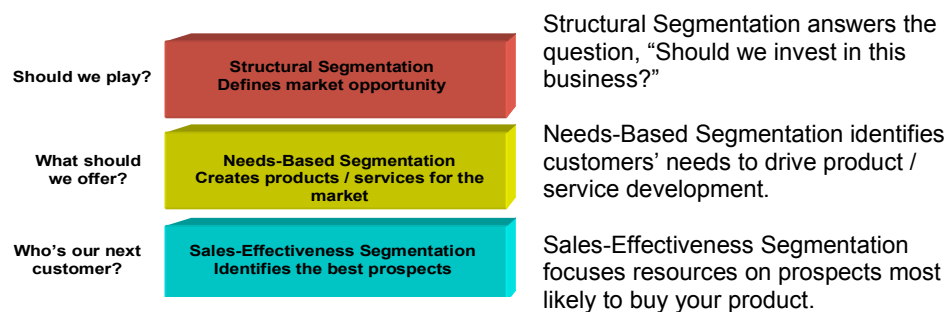 Should we play?
Structural Segmentation
Defines market opportunity
Structural Segmentation answers the
question, “Should we invest in this
business?”
What should
we offer?
Needs-Based Segmentation
Creates products / services for the
market
Needs-Based Segmentation identifies
customers’ needs to drive product /
service development.
Who’s our next
customer?
Sales-Effectiveness Segmentation
Identifies the best prospects
Sales-Effectiveness Segmentation
focuses resources on prospects most
likely to buy your product.